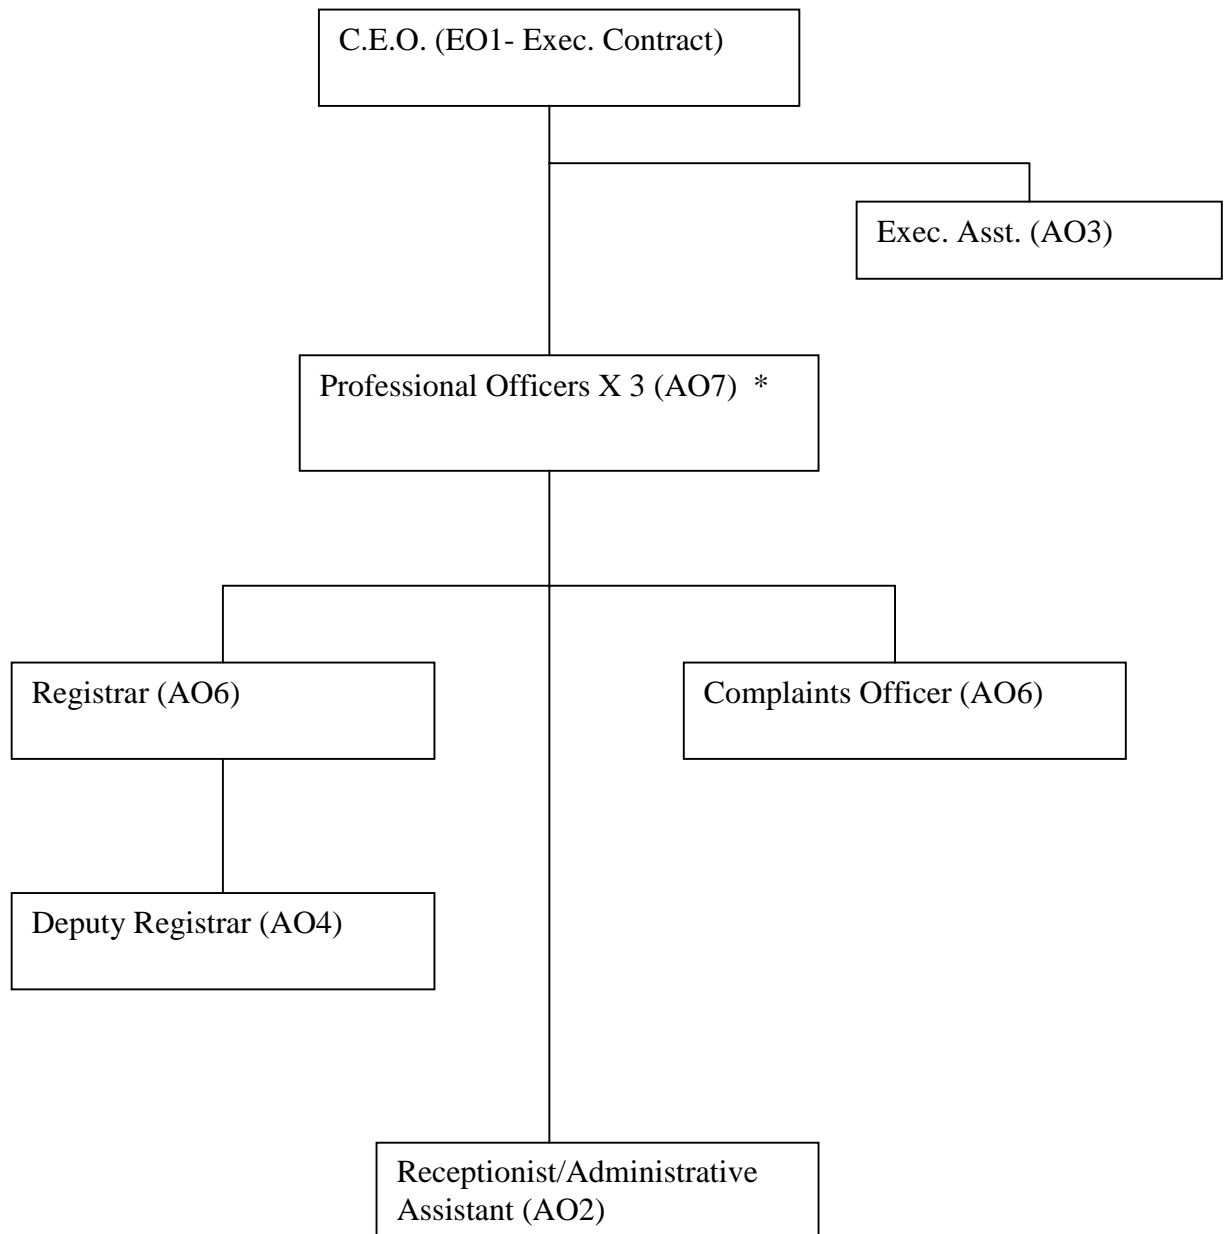 C.E.O. (EO1- Exec. Contract)
Exec. Asst. (AO3)
Professional Officers X 3 (AO7)  *
Registrar (AO6)
Complaints Officer (AO6)
Deputy Registrar (AO4)
Receptionist/Administrative
Assistant (AO2)